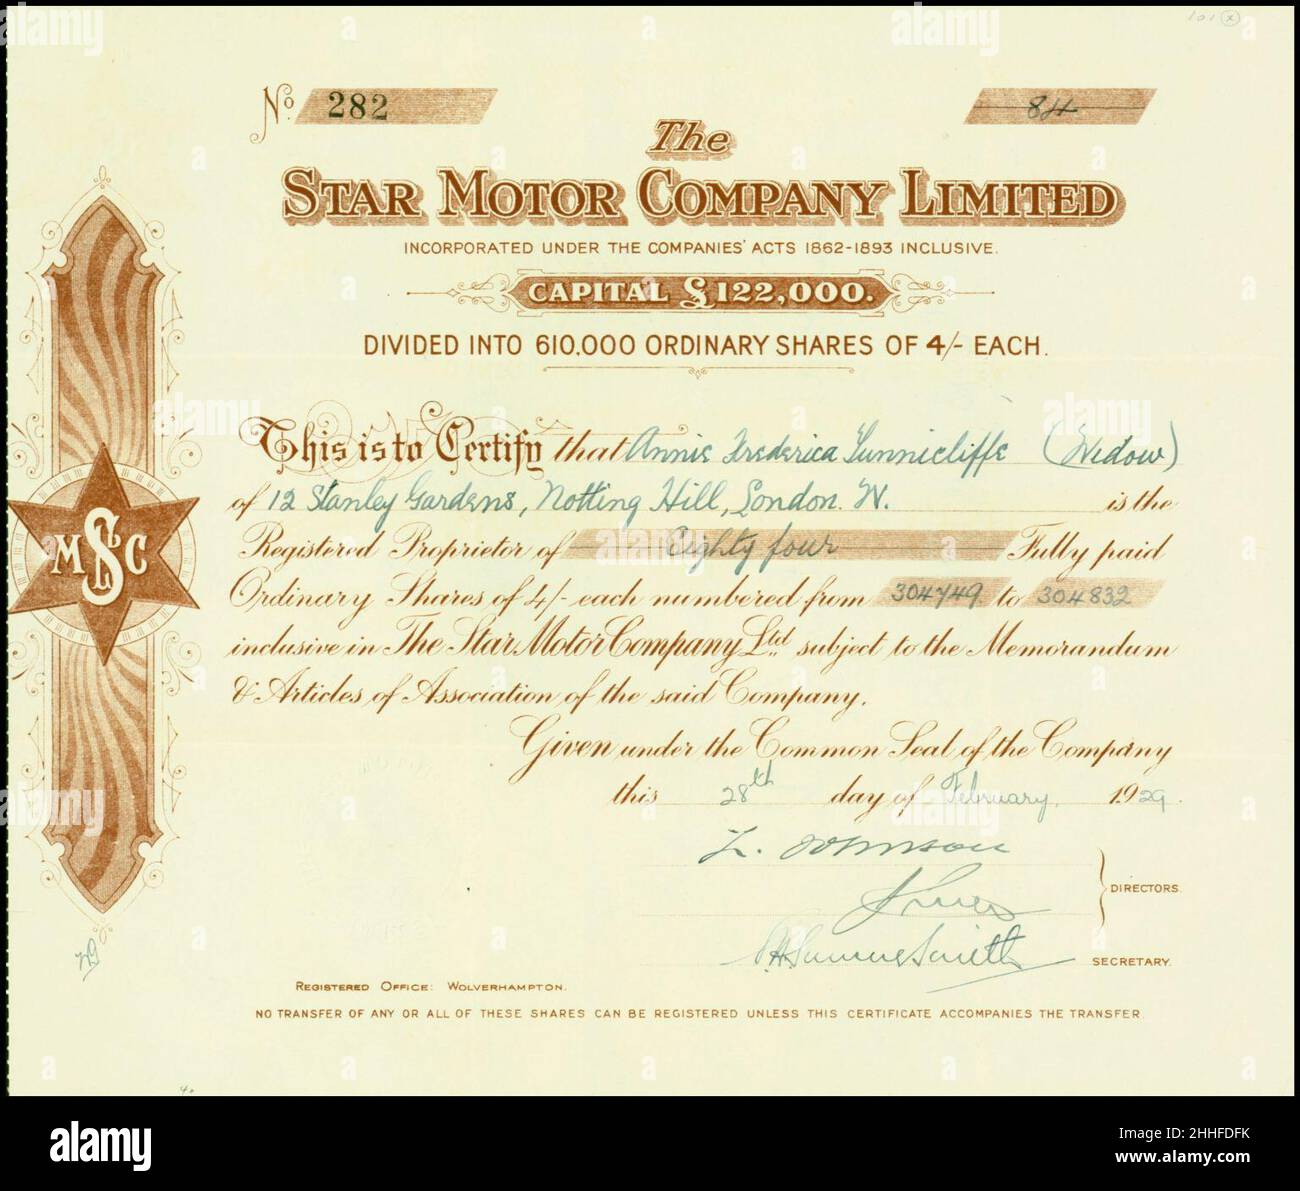 101 x
No. 282
84
The
STAR MOTOR COMPANY LIMITED
INCORPORATED UNDER THE COMPANIES' ACTS 1862-1893 INCLUSIVE.
CAPITAL £122,000.
DIVIDED INTO 610,000 ORDINARY SHARES OF 4/- EACH.
This is to Certify that Annie Frederica Tunnicliffe (Widow)
of 12 Stanley Gardens, Notting Hill, London. W. is the
Registered Proprietor of Eighty four Fully paid
Ordinary Shares of 4/- each numbered from 304749 to 304832
inclusive in The Star Motor Company Ltd subject to the Memorandum
& Articles of Association of the said Company.
Given under the Common Seal of the Company
this 28th day of February. 1929.
MSLC
DIRECTORS.
Smith
SECRETARY.
REGISTERED OFFICE: WOLVERHAMPTON.
NO TRANSFER OF ANY OR ALL OF THESE SHARES CAN BE REGISTERED UNLESS THIS CERTIFICATE ACCOMPANIES THE TRANSFER
alamy
Image ID: 2HHFDFK
www.alamy.com